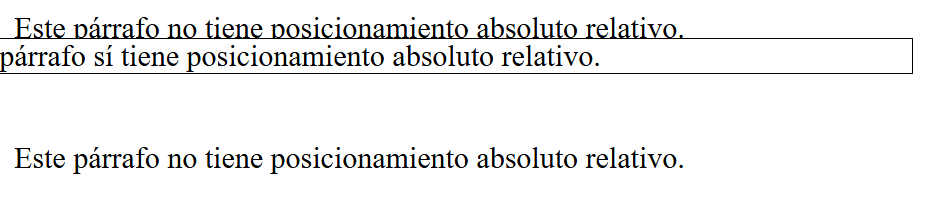 Este párrafo no tiene posicionamiento absoluto relativo.
párrafo sí tiene posicionamiento absoluto relativo.
Este párrafo no tiene posicionamiento absoluto relativo.